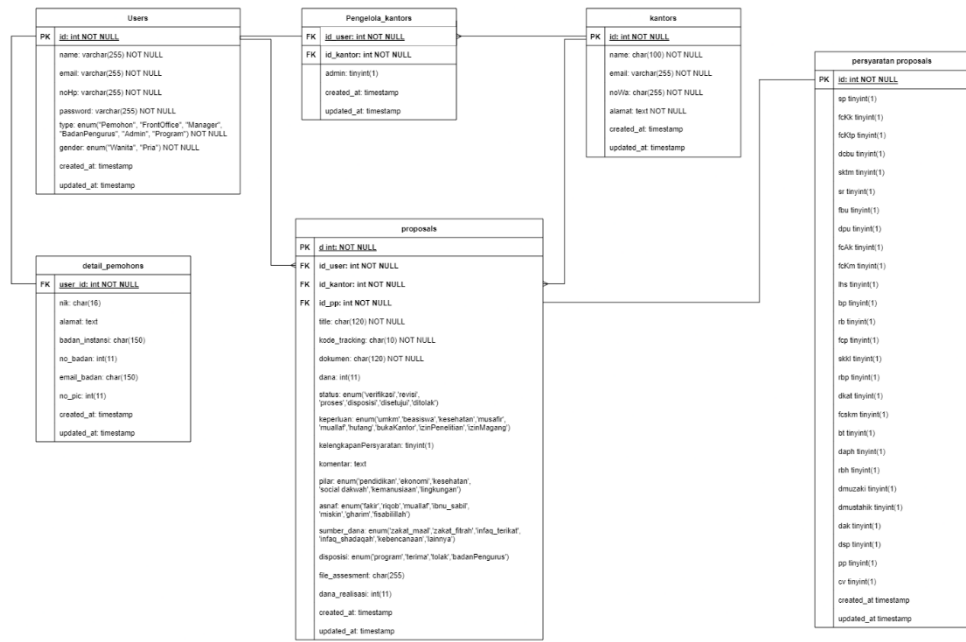 Users
PK id: int NOT NULL
name: varchar(255) NOT NULL
email: varchar(255) NOT NULL
noHp: varchar(255) NOT NULL
password: varchar(255) NOT NULL
type: enum("Pemohon", "FrontOffice", "Manager",
"BadanPengurus", "Admin", "Program") NOT NULL
gender: enum("Wanita", "Pria") NOT NULL
created_at: timestamp
updated_at: timestamp
Pengelola_kantors
FK id_user: int NOT NULL
FK id_kantor: int NOT NULL
admin: tinyint(1)
created_at: timestamp
updated_at: timestamp
kantors
PK id: int NOT NULL
name: char(100) NOT NULL
email: varchar(255) NOT NULL
noWa: char(255) NOT NULL
alamat: text NOT NULL
created_at: timestamp
updated_at: timestamp
persyaratan proposals
PK id: int NOT NULL
sp tinyint(1)
fcKk tinyint(1)
fcKtp tinyint(1)
dcbu tinyint(1)
sktm tinyint(1)
sr tinyint(1)
fbu tinyint(1)
dpu tinyint(1)
fcAk tinyint(1)
fcKm tinyint(1)
lhs tinyint(1)
bp tinyint(1)
rb tinyint(1)
fcp tinyint(1)
skkl tinyint(1)
rbp tinyint(1)
dkat tinyint(1)
fcskm tinyint(1)
bt tinyint(1)
daph tinyint(1)
rbh tinyint(1)
dmuzaki tinyint(1)
dmustahik tinyint(1)
dak tinyint(1)
dsp tinyint(1)
pp tinyint(1)
cv tinyint(1)
created_at timestamp
updated_at timestamp
detail_pemohons
FK user_id: int NOT NULL
nik: char(16)
alamat: text
badan_instansi: char(150)
no_badan: int(11)
email_badan: char(150)
no_pic: int(11)
created_at: timestamp
updated_at: timestamp
proposals
PK d int: NOT NULL
FK id_user: int NOT NULL
FK id_kantor: int NOT NULL
FK id_pp: int NOT NULL
title: char(120) NOT NULL
kode_tracking: char(10) NOT NULL
dokumen: char(120) NOT NULL
dana: int(11)
status: enum('verifikasi','revisi',
'proses','disposisi','disetujui','ditolak')
keperluan: enum('umkm','beasiswa','kesehatan','musafir',
'muallaf','hutang','bukaKantor','izinPenelitian','izinMagang')
kelengkapanPersyaratan: tinyint(1)
komentar: text
pilar: enum('pendidikan','ekonomi','kesehatan',
'social dakwah','kemanusiaan','lingkungan')
asnaf: enum('fakir','riqob','muallaf','ibnu_sabil',
'miskin','gharim','fisabilillah')
sumber_dana: enum('zakat_maal','zakat_fitrah','infaq_terikat',
'infaq_shadaqah','kebencanaan','lainnya')
disposisi: enum('program','terima','tolak','badanPengurus')
file_assesment: char(255)
dana_realisasi: int(11)
created_at: timestamp
updated_at: timestamp